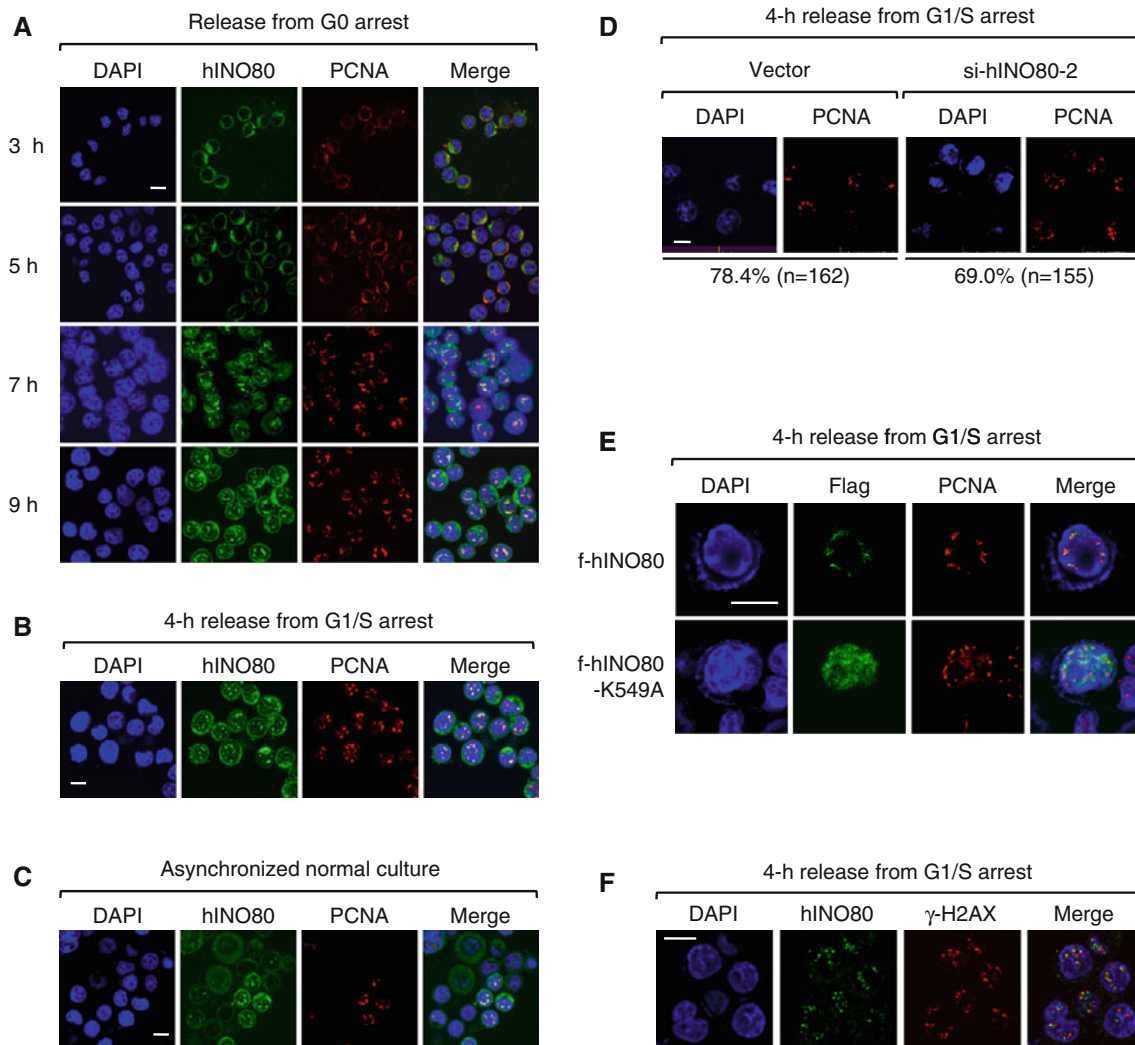 A
Release from G0 arrest
DAPI hINO80 PCNA Merge
3 h
5 h
7 h
9 h
B
4-h release from G1/S arrest
DAPI hINO80 PCNA Merge
C
Asynchronized normal culture
DAPI hINO80 PCNA Merge
D
4-h release from G1/S arrest
Vector si-hINO80-2
DAPI PCNA DAPI PCNA
78.4% (n=162) 69.0% (n=155)
E
4-h release from G1/S arrest
DAPI Flag PCNA Merge
f-hINO80
f-hINO80
-K549A
F
4-h release from G1/S arrest
DAPI hINO80 γ-H2AX Merge